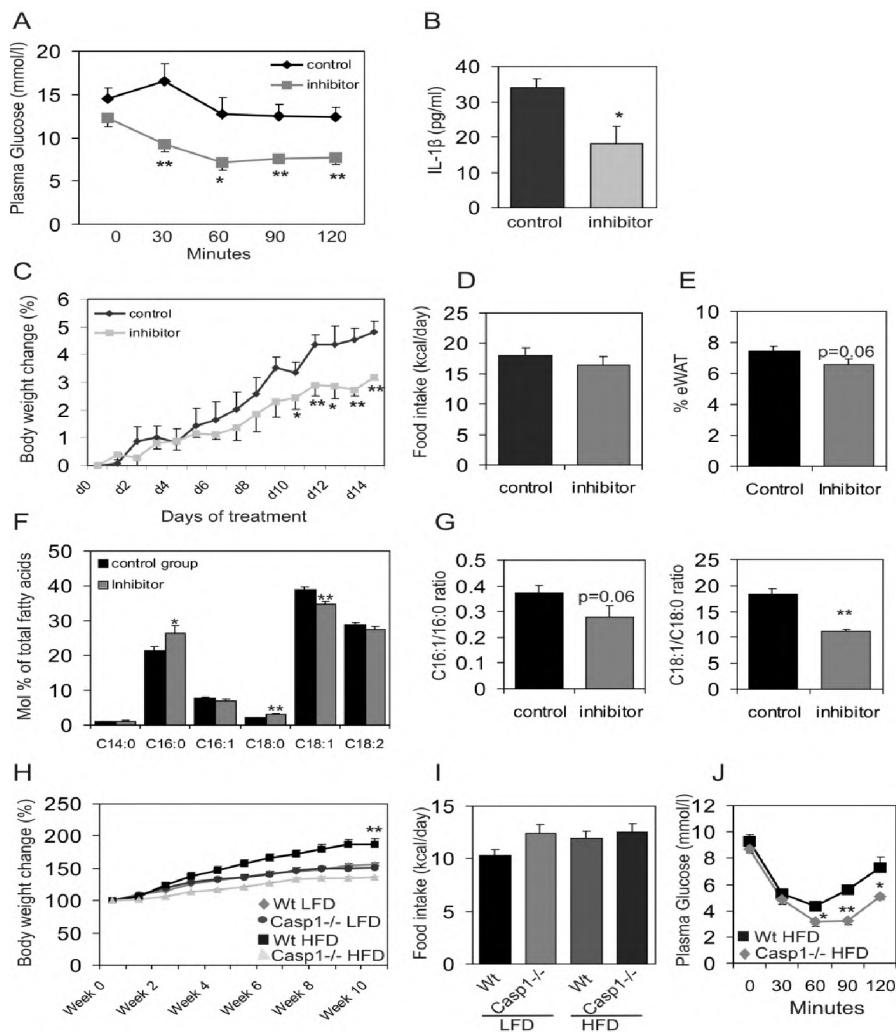 A
Plasma Glucose (mmol/l)
20
15
10
5
0
control
inhibitor
**
*
**
**
0 30 60 90 120
Minutes
B
IL-1β (pg/ml)
40
30
20
10
0
*
control inhibitor
C
Body weight change (%)
6
5
4
3
2
1
0
control
inhibitor
*
**
*
**
**
d0 d2 d4 d6 d8 d10 d12 d14
Days of treatment
D
Food intake (kcal/day)
25
20
15
10
5
0
control inhibitor
E
% eWAT
10
8
6
4
2
0
p=0.06
Control Inhibitor
F
Mol % of total fatty acids
50
40
30
20
10
0
control group
Inhibitor
*
**
**
C14:0 C16:0 C16:1 C18:0 C18:1 C18:2
G
C16:1/16:0 ratio
0.5
0.4
0.3
0.2
0.1
0
p=0.06
control inhibitor
C18:1/C18:0 ratio
25
20
15
10
5
0
**
control inhibitor
H
Body weight change (%)
250
200
150
100
50
0
**
Wt LFD
Casp1-/- LFD
Wt HFD
Casp1-/- HFD
Week 0 Week 2 Week 4 Week 6 Week 8 Week 10
I
Food intake (kcal/day)
15
10
5
0
Wt Casp1-/- Wt Casp1-/-
LFD HFD
J
Plasma Glucose (mmol/l)
12
10
8
6
4
2
0
*
**
*
Wt HFD
Casp1-/- HFD
0 30 60 90 120
Minutes